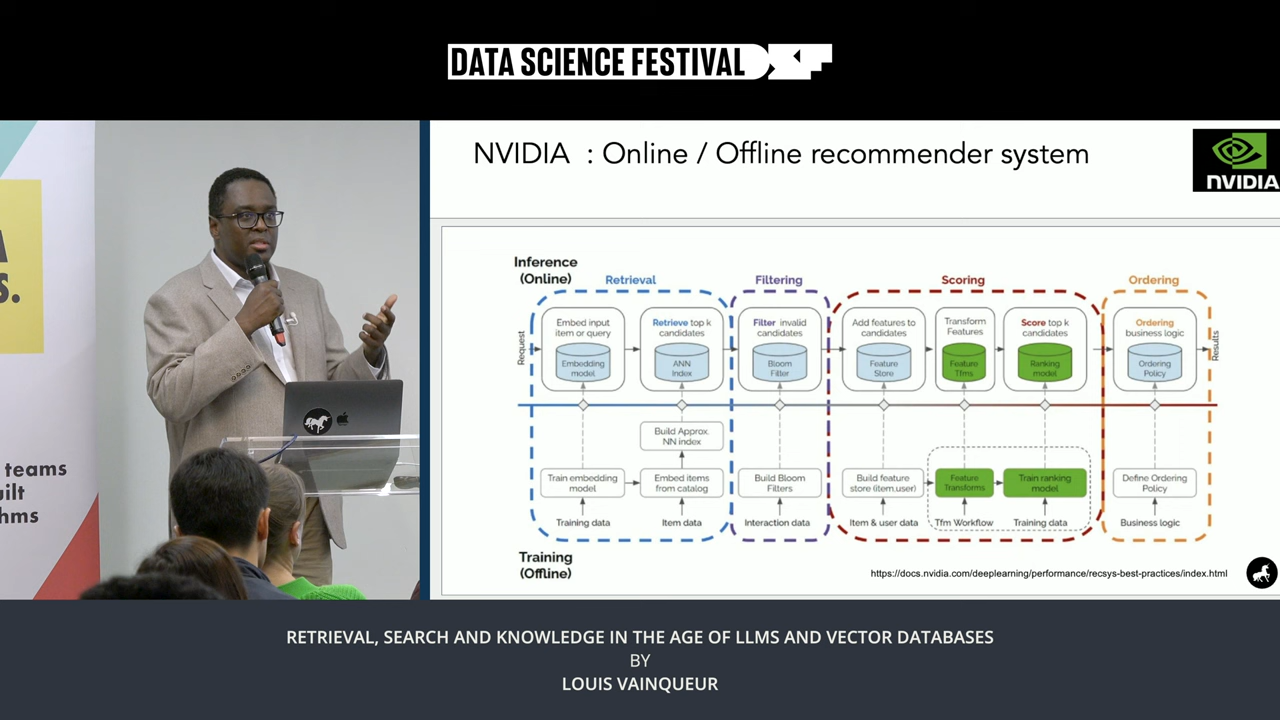 DATA SCIENCE FESTIVAL
NVIDIA : Online / Offline recommender system
NVIDIA
A
S.
teams
uilt
hms
Inference
(Online)
Retrieval
Filtering
Scoring
Ordering
Request
Embed input
item or query
Embedding
model
Retrieve top k
candidates
ANN
Index
Filter invalid
candidates
Bloom
Filter
Add features to
candidates
Feature
Store
Transform
Features
Feature
Tfms
Score top k
candidates
Ranking
model
Ordering
business logic
Ordering
Policy
Results
Build Approx.
NN index
Train embedding
model
Embed items
from catalog
Build Bloom
Filters
Build feature
store (item,user)
Feature
Transforms
Train ranking
model
Define Ordering
Policy
Training data
Item data
Interaction data
Item & user data
Tfm Workflow
Training data
Business logic
Training
(Offline)
https://docs.nvidia.com/deeplearning/performance/recsys-best-practices/index.html
RETRIEVAL, SEARCH AND KNOWLEDGE IN THE AGE OF LLMS AND VECTOR DATABASES
BY
LOUIS VAINQUEUR